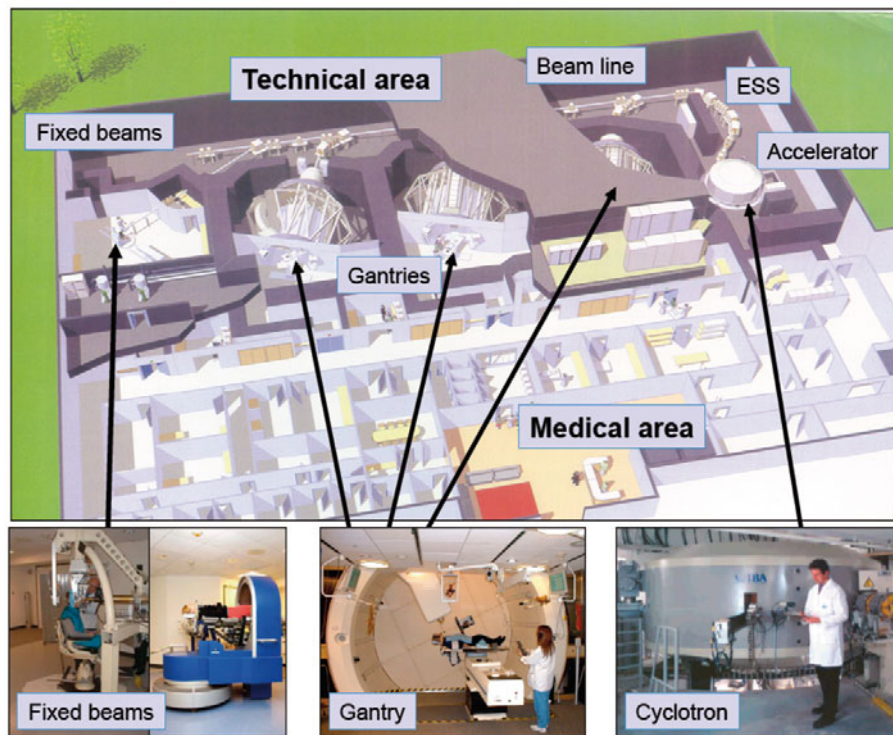 Technical area
Beam line
ESS
Fixed beams
Accelerator
Gantries
Medical area
IBA
Fixed beams
Gantry
Cyclotron